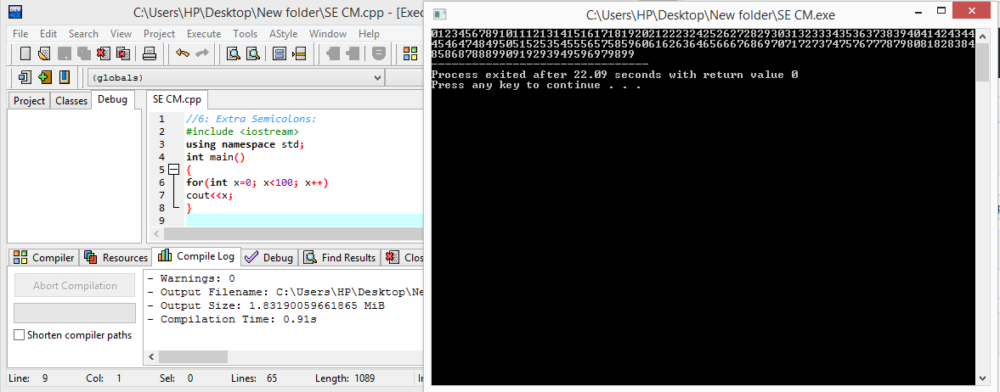 C:\Users\HP\Desktop\New folder\SE CM.cpp - [Exec
File Edit Search View Project Execute Tools AStyle Window Help
(globals)
Project Classes Debug
SE CM.cpp
1 //6: Extra Semicolons:
2 #include <iostream>
3 using namespace std;
4 int main()
5 {
6 for(int x=0; x<100; x++)
7 cout<<x;
8 }
9
Compiler Resources Compile Log Debug Find Results Clos
Abort Compilation
Shorten compiler paths
- Warnings: 0
- Output Filename: C:\Users\HP\Desktop\Ne
- Output Size: 1.83190059661865 MiB
- Compilation Time: 0.91s
Line: 9 Col: 1 Sel: 0 Lines: 65 Length: 1089 In
C:\Users\HP\Desktop\New folder\SE CM.exe
01234567891011121314151617181920212223242526272829303132333435363738394041424344
45464748495051525354555657585960616263646566676869707172737475767778798081828384
858687888990919293949596979899
--------------------------------
Process exited after 22.09 seconds with return value 0
Press any key to continue . . .